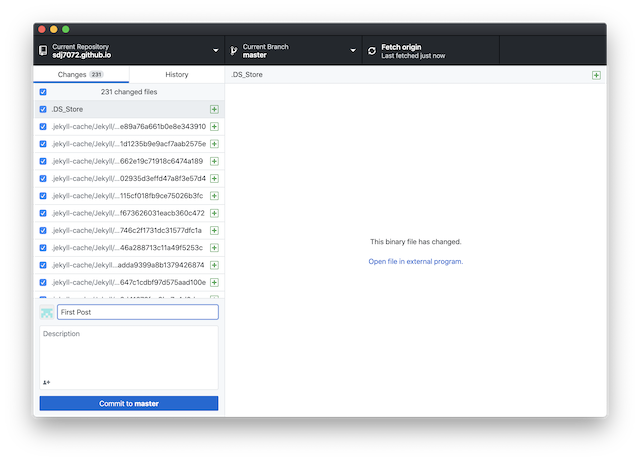 Current Repository
sdj7072.github.io
Current Branch
master
Fetch origin
Last fetched just now
Changes 231
History
.DS_Store
231 changed files
.DS_Store
.jekyll-cache/Jekyll/...e89a76a661b0e8e343910
.jekyll-cache/Jekyll/...1d1235b9e9acf7aab2575e
.jekyll-cache/Jekyll/...662e19c71918c6474a189
.jekyll-cache/Jekyll/...02935d3effd47a8f3e57d4
.jekyll-cache/Jekyll/...115cf018fb9ce75026b3fc
.jekyll-cache/Jekyll/...f673626031eacb360c472
.jekyll-cache/Jekyll/...746c2f1731dc31577dfc1a
.jekyll-cache/Jekyll/...46a288713c11a49f5253c
.jekyll-cache/Jekyll...adda9399a8b1379426874
.jekyll-cache/Jekyll/...647c1cdbf97d575aad100e
This binary file has changed.
Open file in external program.
First Post
Description
Commit to master